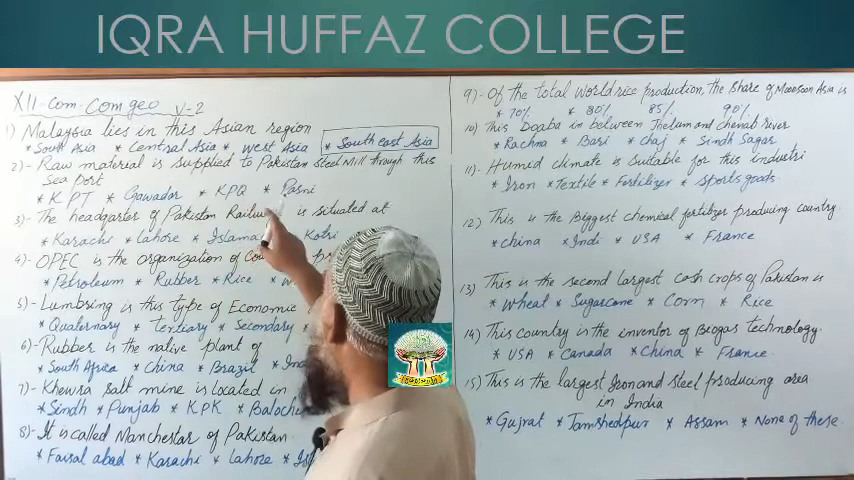 IQRA HUFFAZ COLLEGE
XII-Com-Com geo V-2
1) Malaysia lies in this Asian region
* South Asia * Central Asia * West Asia * South east Asia
2)- Raw material is supplied to Pakistan Steel Mill through this
Sea port
* KPT * Gawadar * KPQ * Pasni
3)- The headqarter of Pakistan is situated at
* Karachi * Lahore * Kotri
4)- OPEC is the organization of
* Petroleum * Rubber * Rice
5)- Lumbring is this type of Economic
* Quaternary * Tertiary * Secondary *
6)- Rubber is the native plant of
* South Africa * China * Brazil *
7)- Khewra Salt mine is located in
* Sindh * Punjab * KPK *
8)- It is called Manchestar of Pakistan
* Faisal abad * Karachi * Lahore *
9)- Of the total World rice production, the Share of Moonsoon Asia is
* 70% * 80% 85% 90%
10) This Doaba in between Jhelum and chenab river
* Rachna * Bari * chaj * Sindh Sagar
11)- Humid climate is Suitable for this industri
* Iron * Textile * Fertilizer * sports goods
12) This is the Biggest chemical fertilizer producing country.
* china * Indi * USA * France
13) This is the second largest cash crops of Pakistan is
* Wheat * Sugarcane * Corn * Rice
14) This country is the inventor of Biogas technology.
* USA * Canada * China * France.
15) This is the largest Iron and steel producing area
in India
* Gujrat * Jamshedpur * Assam * None of these.